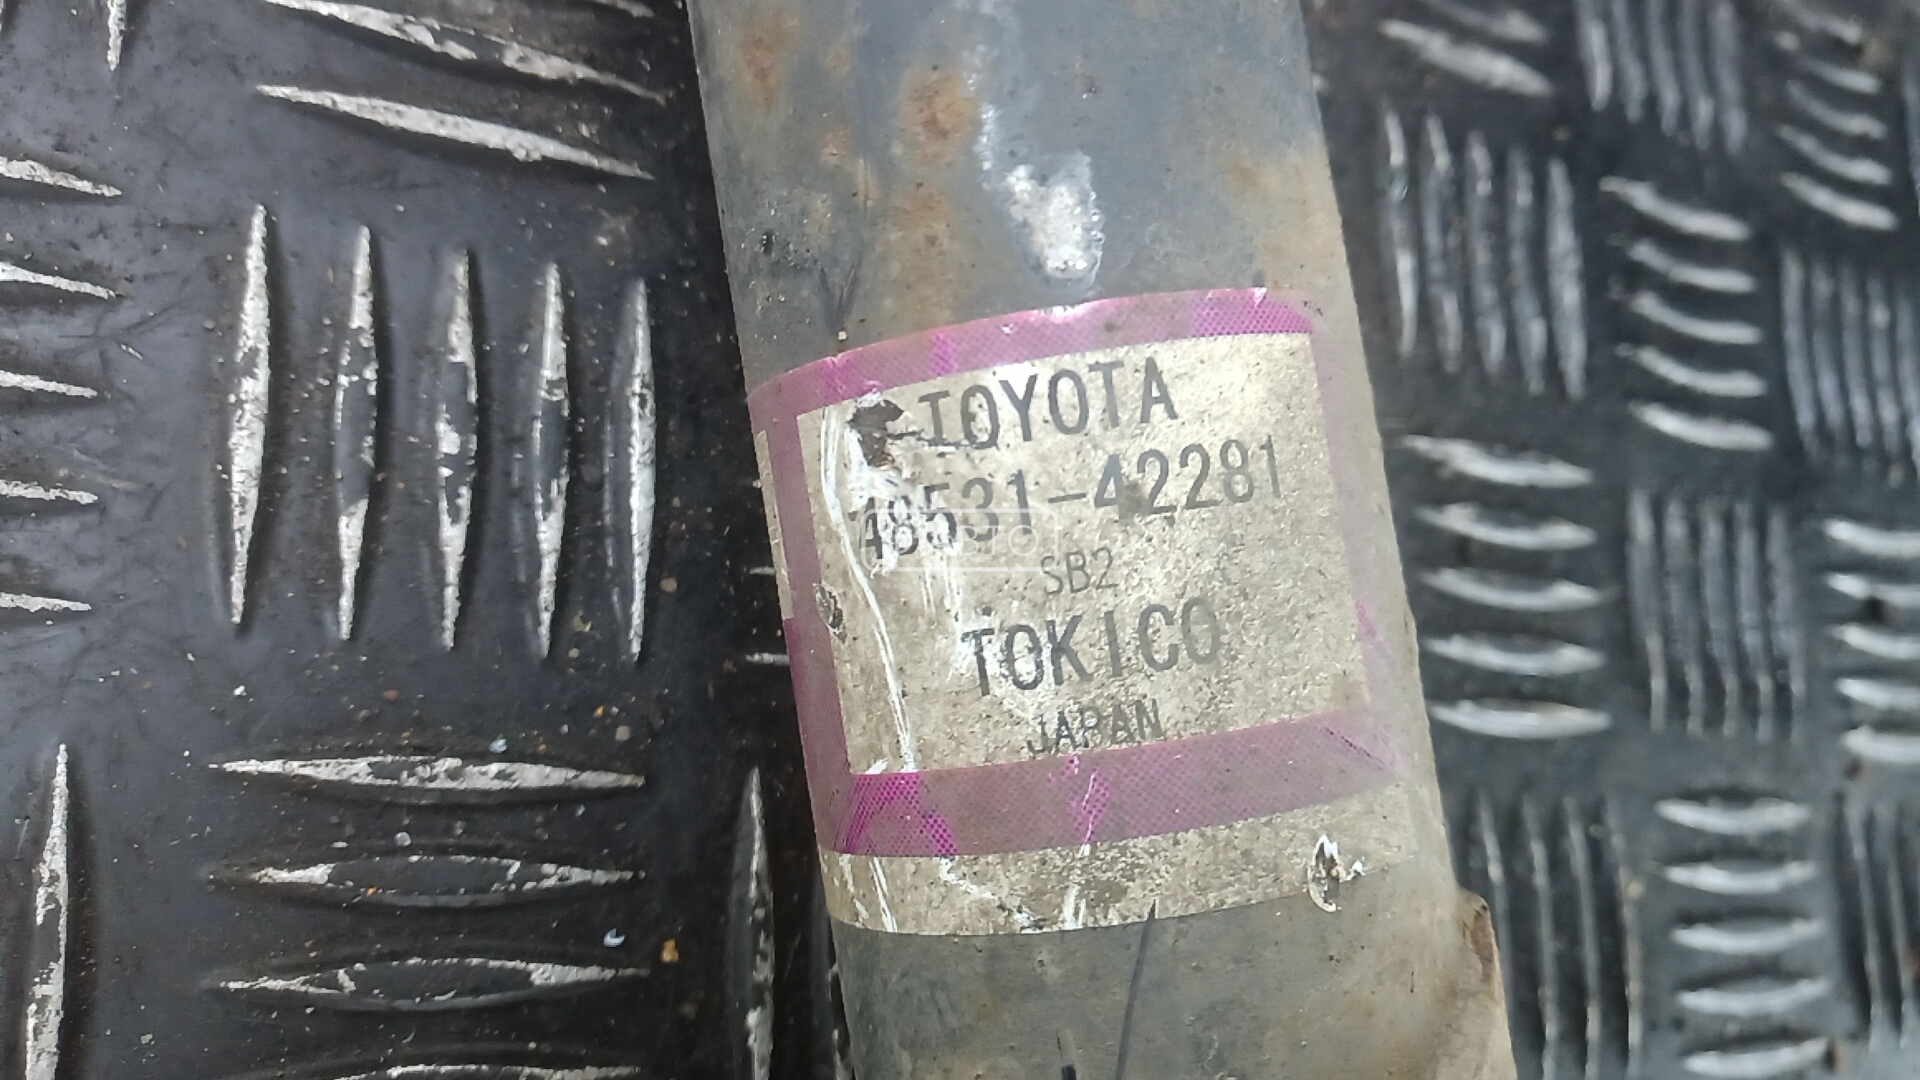 TOYOTA
48531-42281
SB2
TOKICO
JAPAN